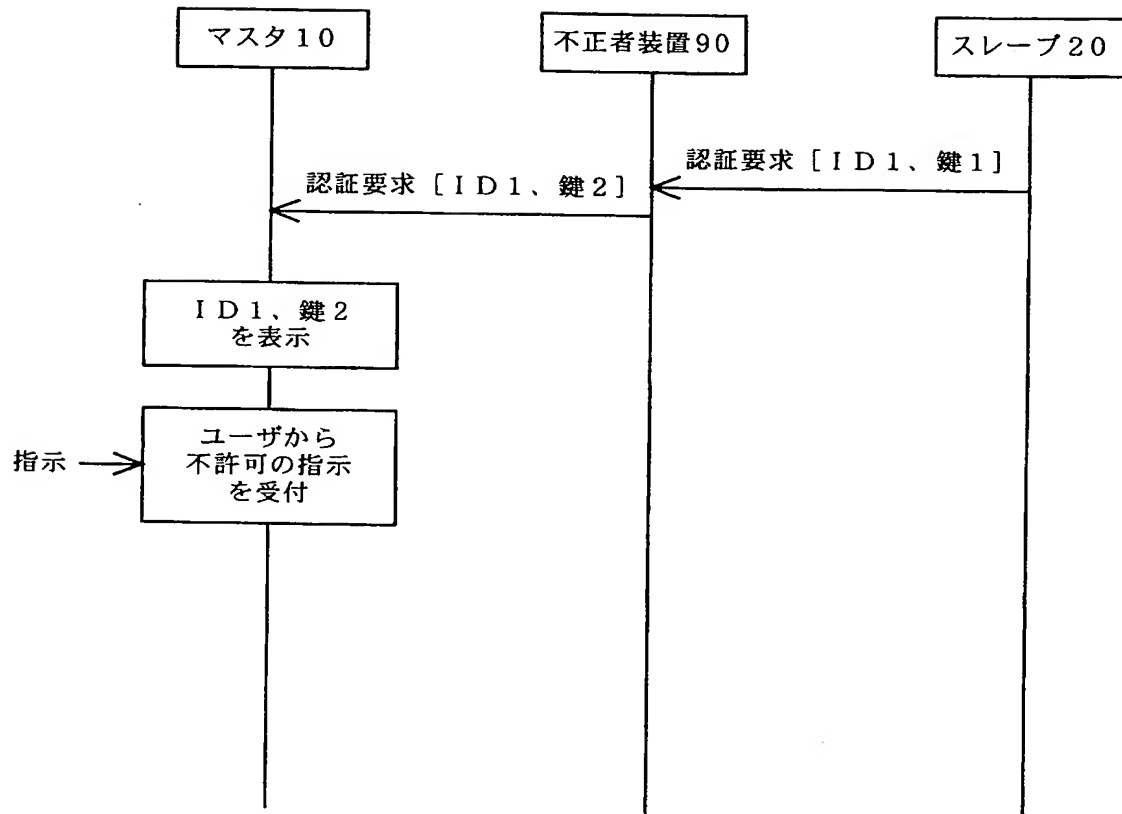 マスタ10
不正者装置90
スレーブ20
認証要求［ＩＤ１、鍵１］
認証要求［ＩＤ１、鍵２］
ＩＤ１、鍵２
を表示
ユーザから
不許可の指示
を受付
指示